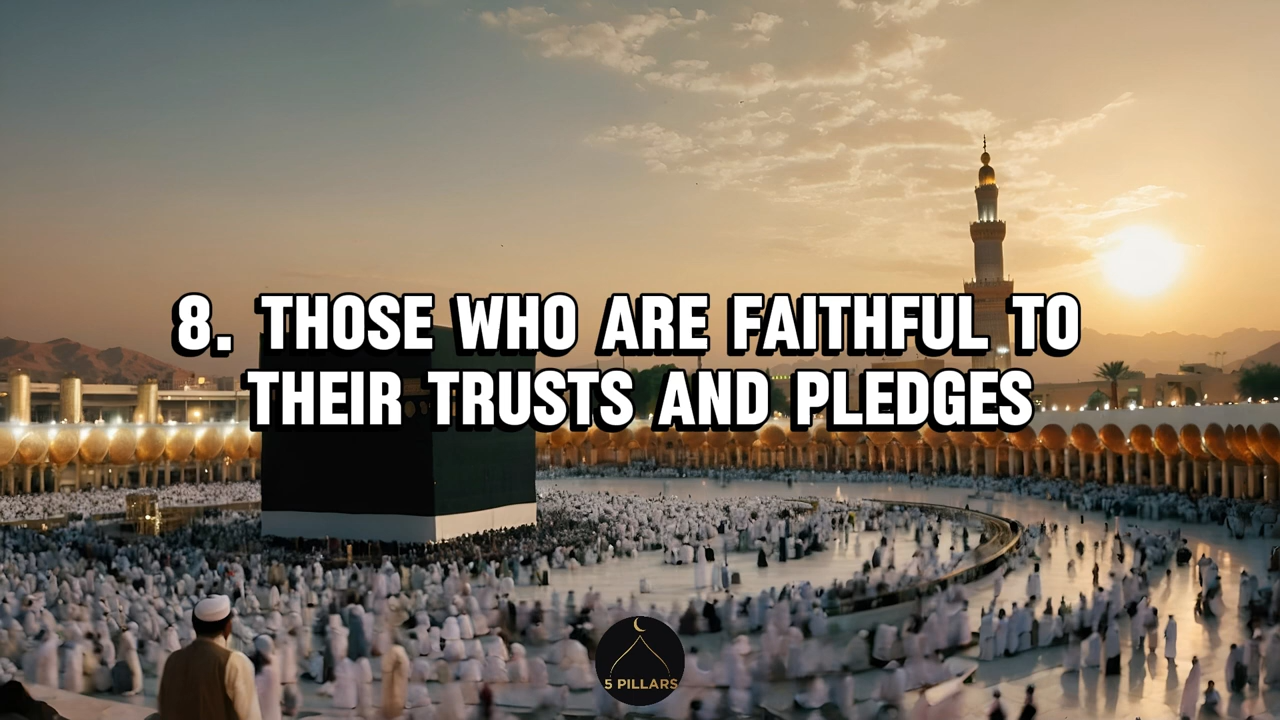 8. THOSE WHO ARE FAITHFUL TO
THEIR TRUSTS AND PLEDGES
5 PILLARS